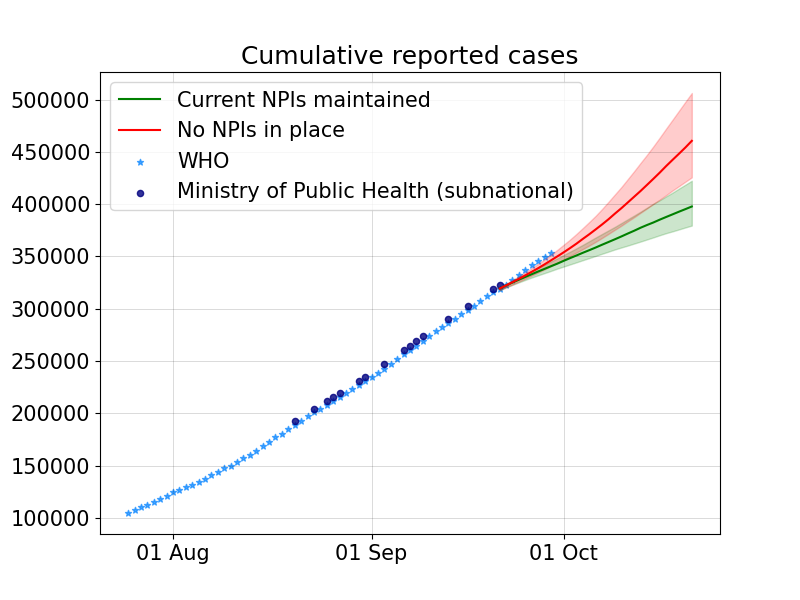 Cumulative reported cases
Current NPIs maintained
No NPIs in place
WHO
Ministry of Public Health (subnational)
500000
450000
400000
350000
300000
250000
200000
150000
100000
01 Aug
01 Sep
01 Oct